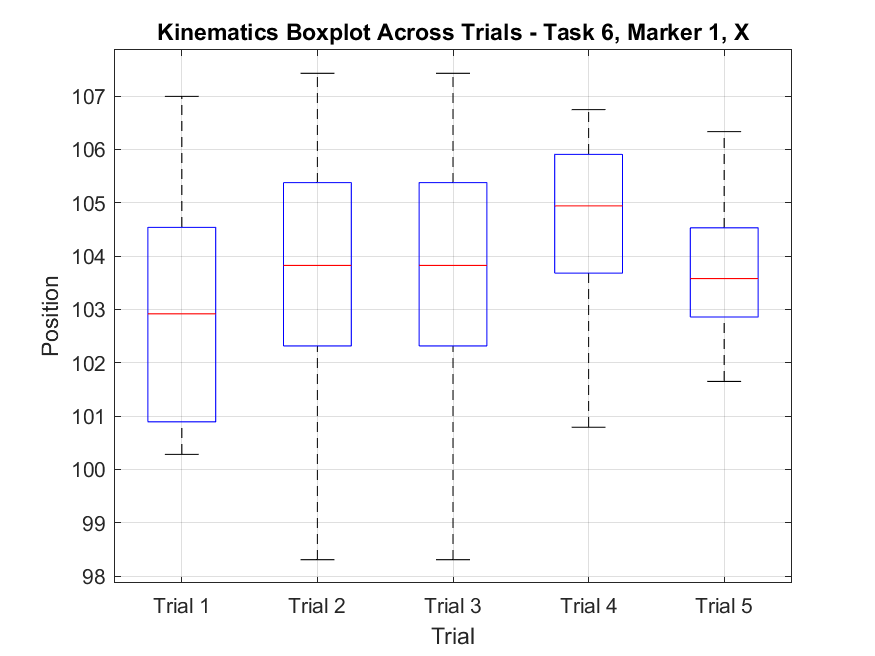 Kinematics Boxplot Across Trials - Task 6, Marker 1, X
107
106
105
104
103
102
101
100
99
98
Position
Trial 1 Trial 2 Trial 3 Trial 4 Trial 5
Trial